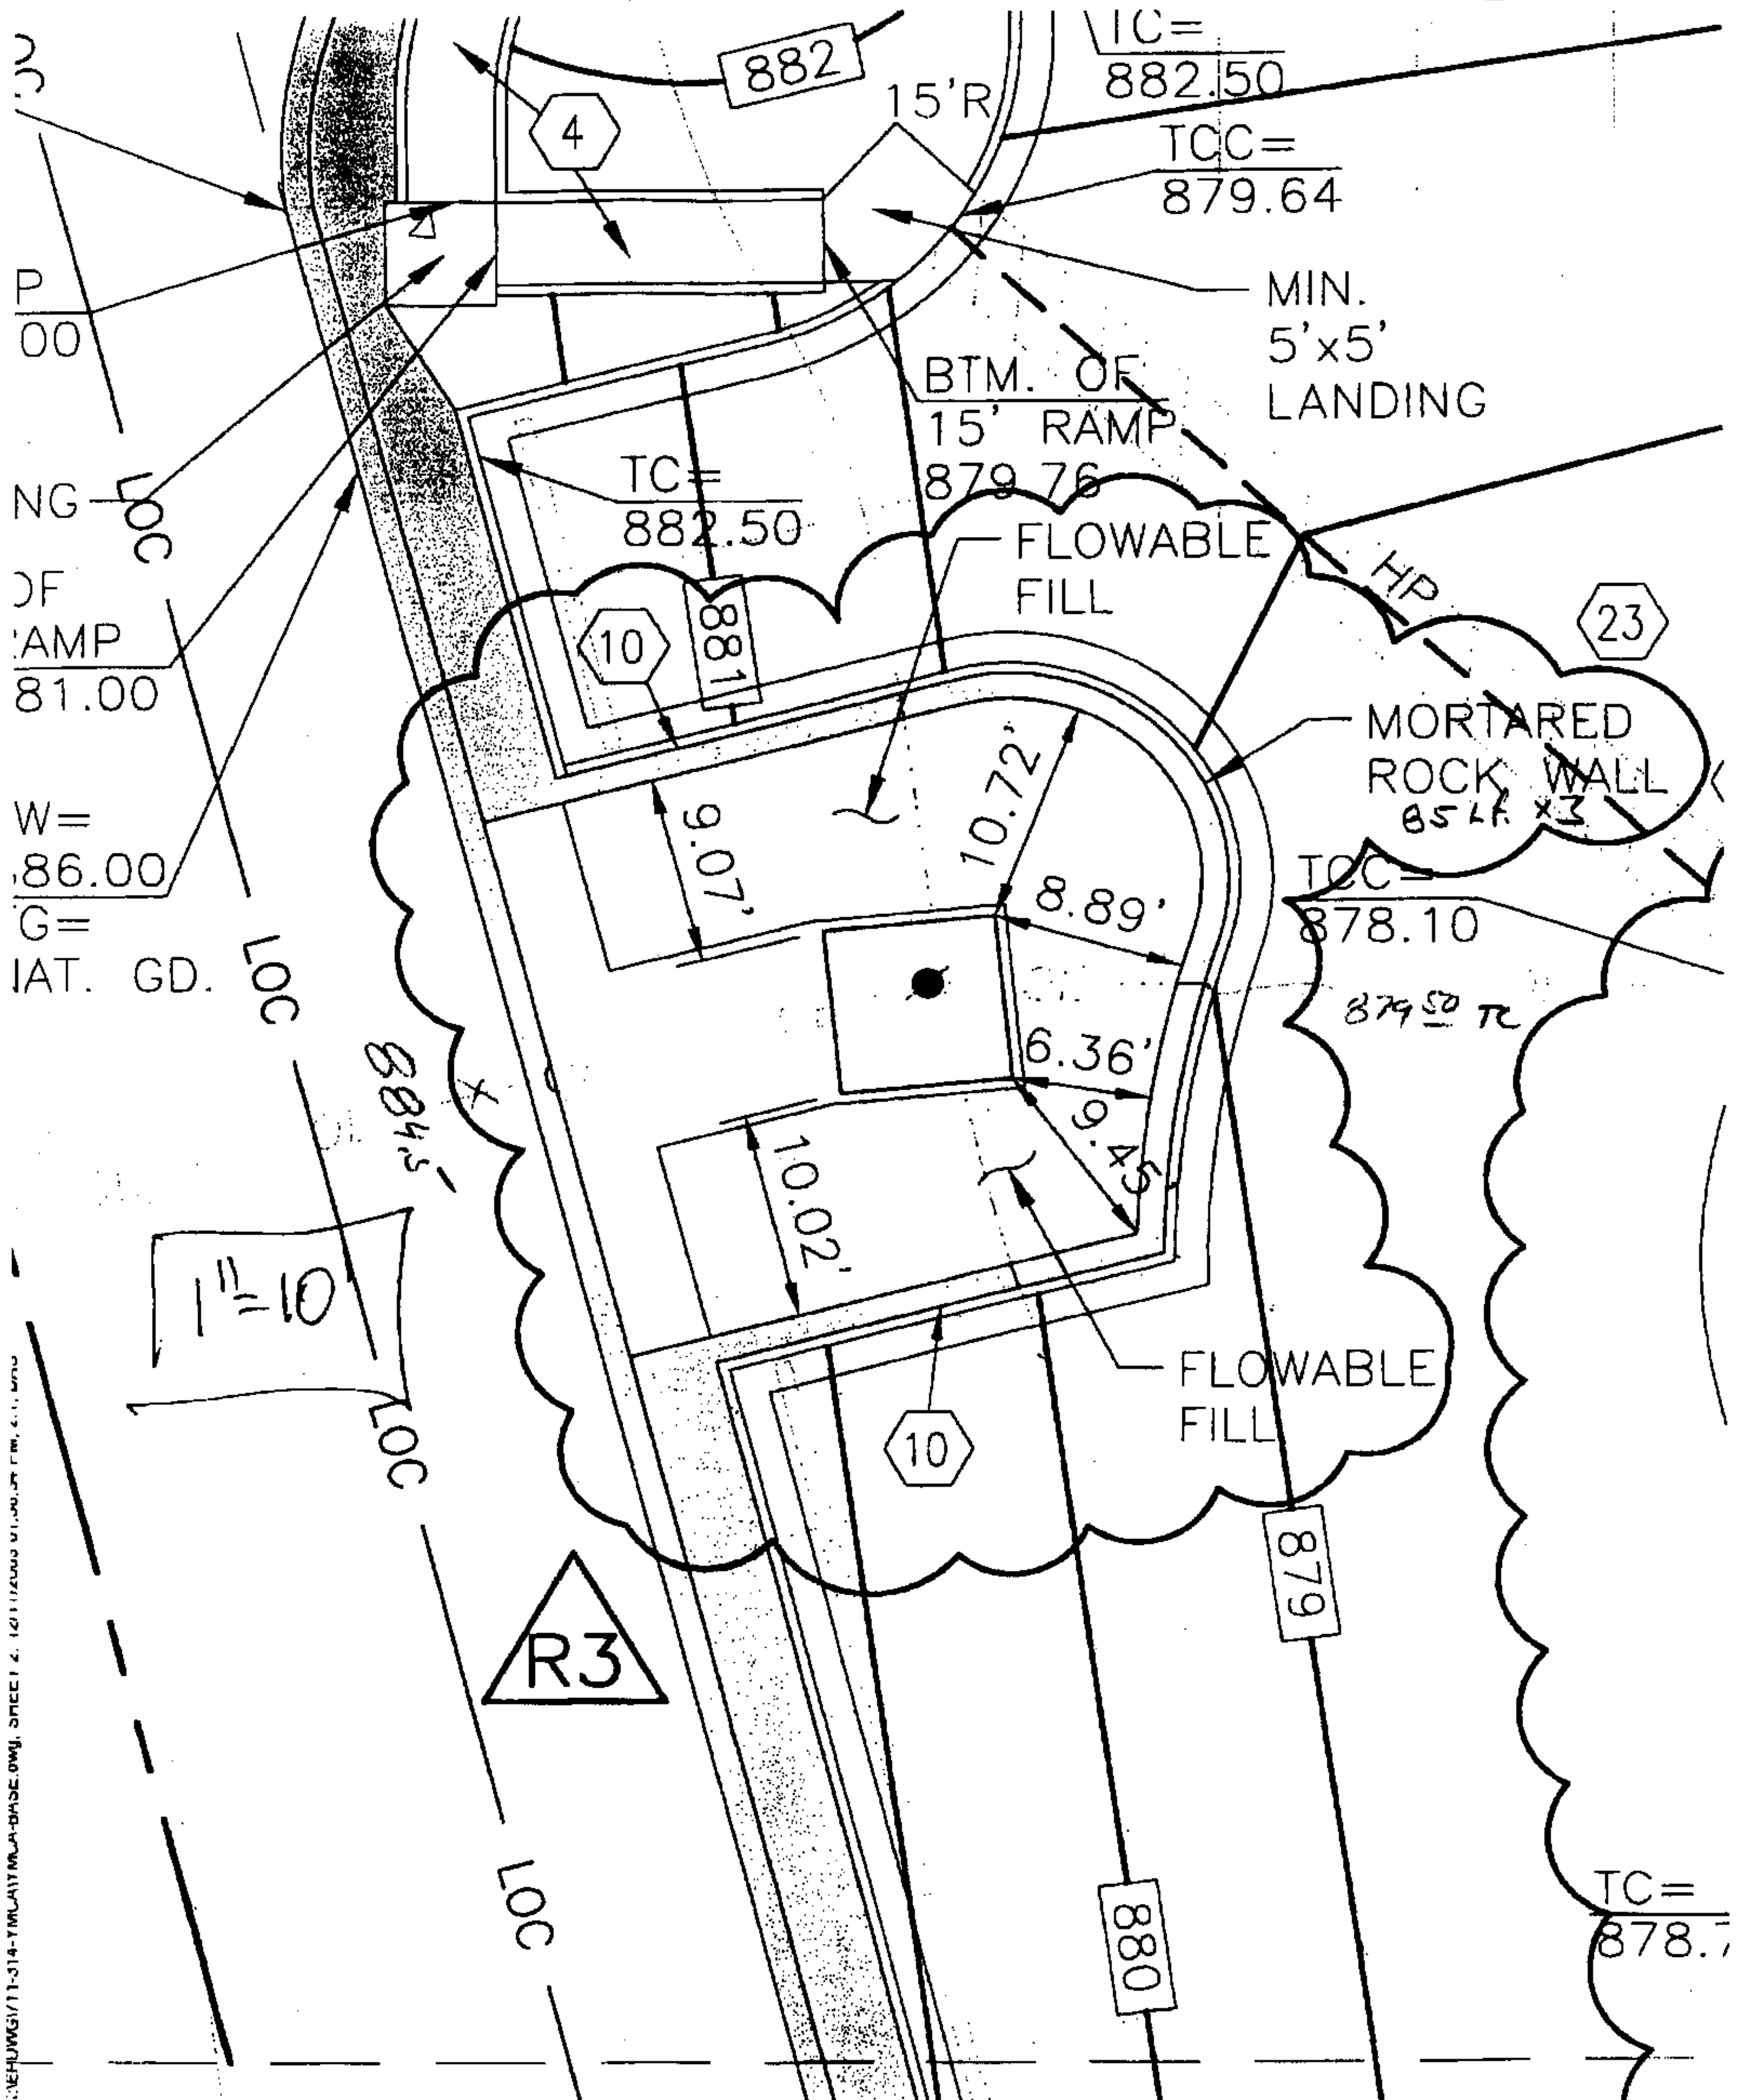 TC=
882.50
882
15'R
4
TCC=
879.64
P
00
MIN.
5'x5'
LANDING
BTM. OF
15' RAMP
879.76
TC=
882.50
NG
LOC
FLOWABLE
FILL
HP
23
OF
RAMP
81.00
10
881
MORTARED
ROCK WALL
85 LF. x3
10.72'
9.07'
W=
86.00
G=
NAT. GD.
8.89'
TCC=
878.10
LOC
879 50 TC
884.5
6.36'
9.45'
10.02'
1"=10
FLOWABLE
FILL
LOC
10
879
R3
LOC
880
TC=
878.7